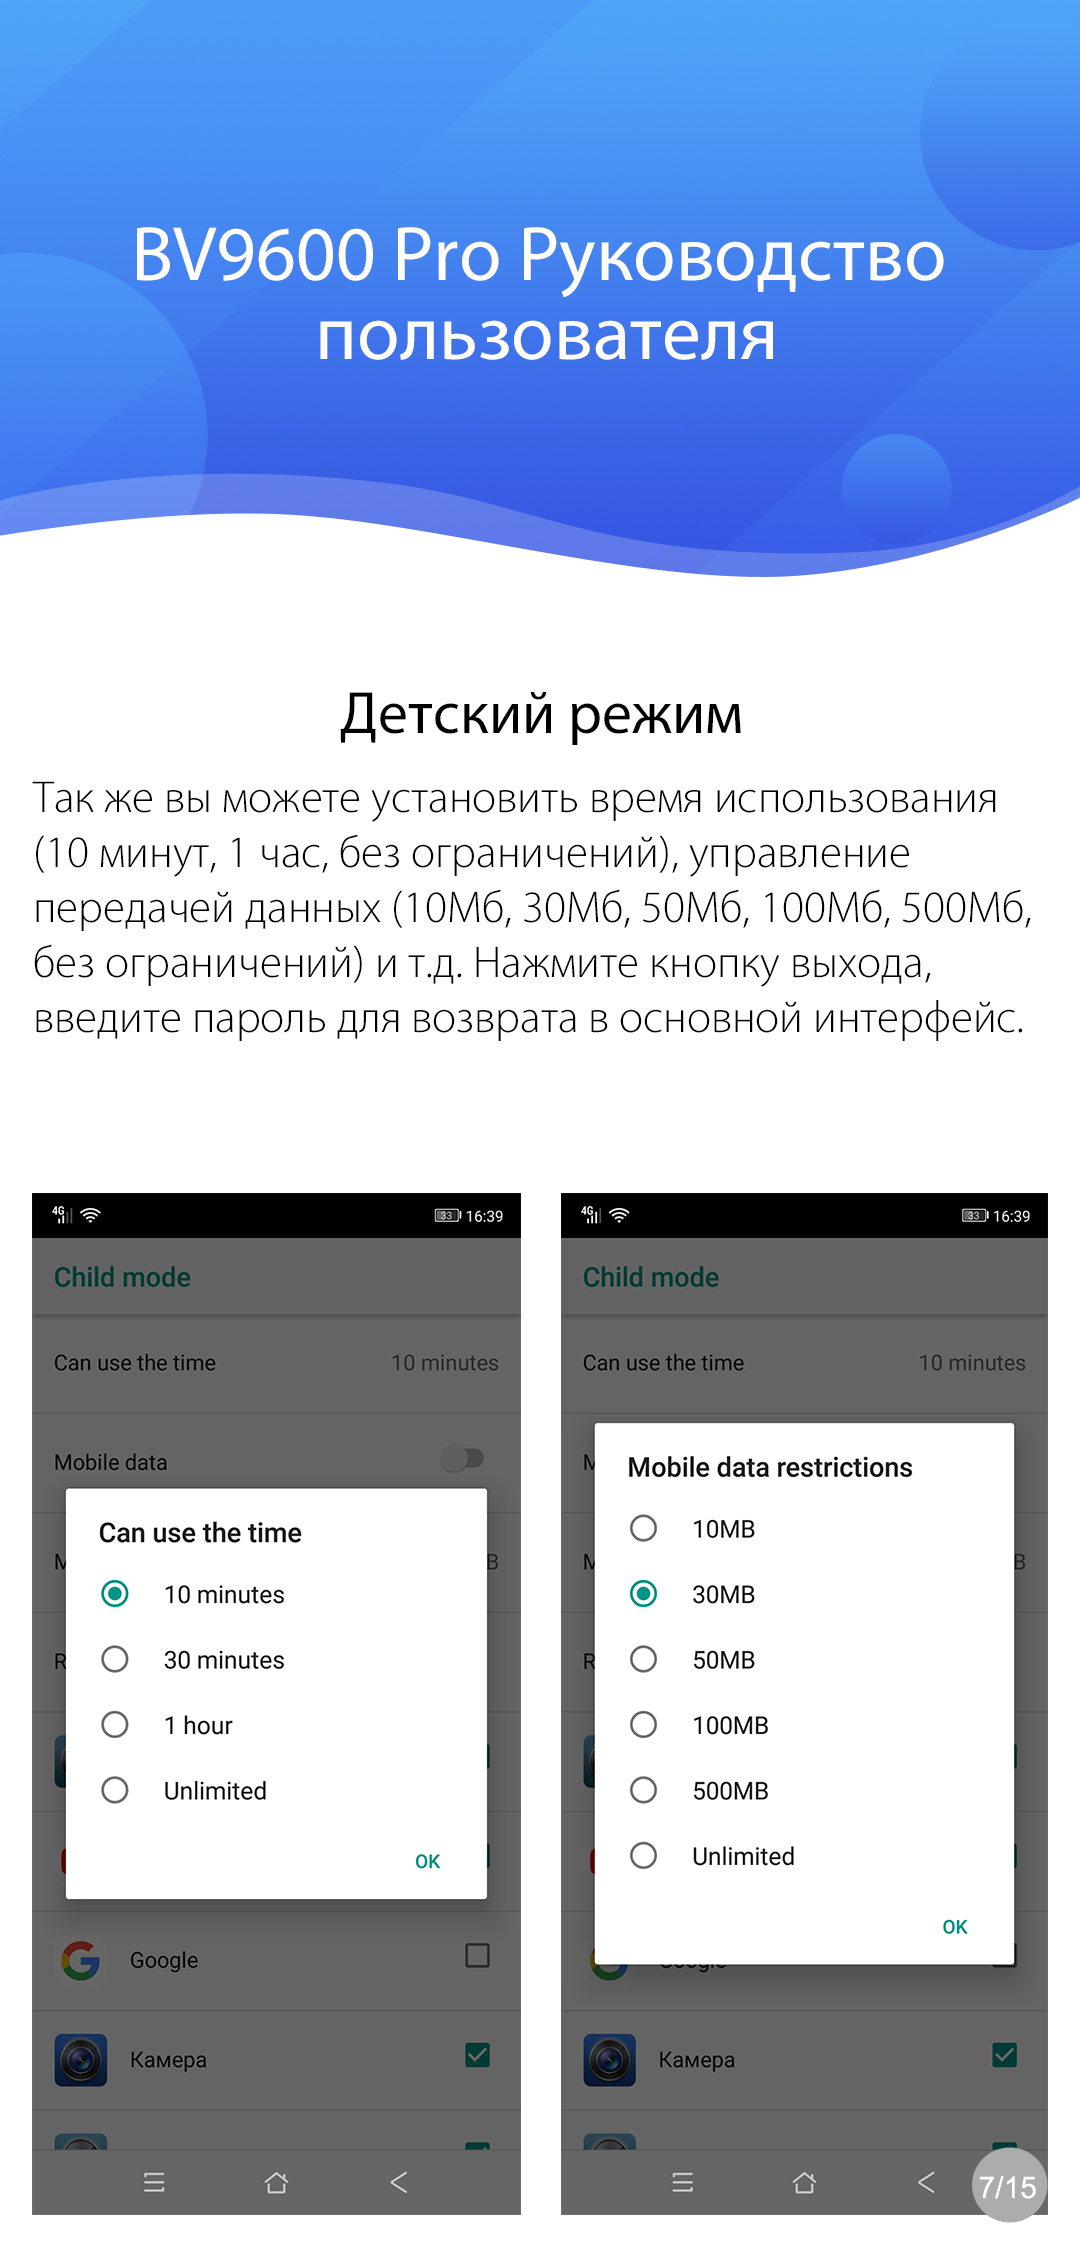 BV9600 Pro Руководство
пользователя
Детский режим
Так же вы можете установить время использования
(10 минут, 1 час, без ограничений), управление
передачей данных (10Мб, 30Мб, 50Мб, 100Мб, 500Мб,
без ограничений) и т.д. Нажмите кнопку выхода,
введите пароль для возврата в основной интерфейс.
4G 33 16:39
Child mode
Can use the time 10 minutes
Mobile data
M B
R
Can use the time
10 minutes
30 minutes
1 hour
Unlimited
OK
Google
Камера
4G 33 16:39
Child mode
Can use the time 10 minutes
M
M B
R
Mobile data restrictions
10MB
30MB
50MB
100MB
500MB
Unlimited
OK
Google
Камера
7/15